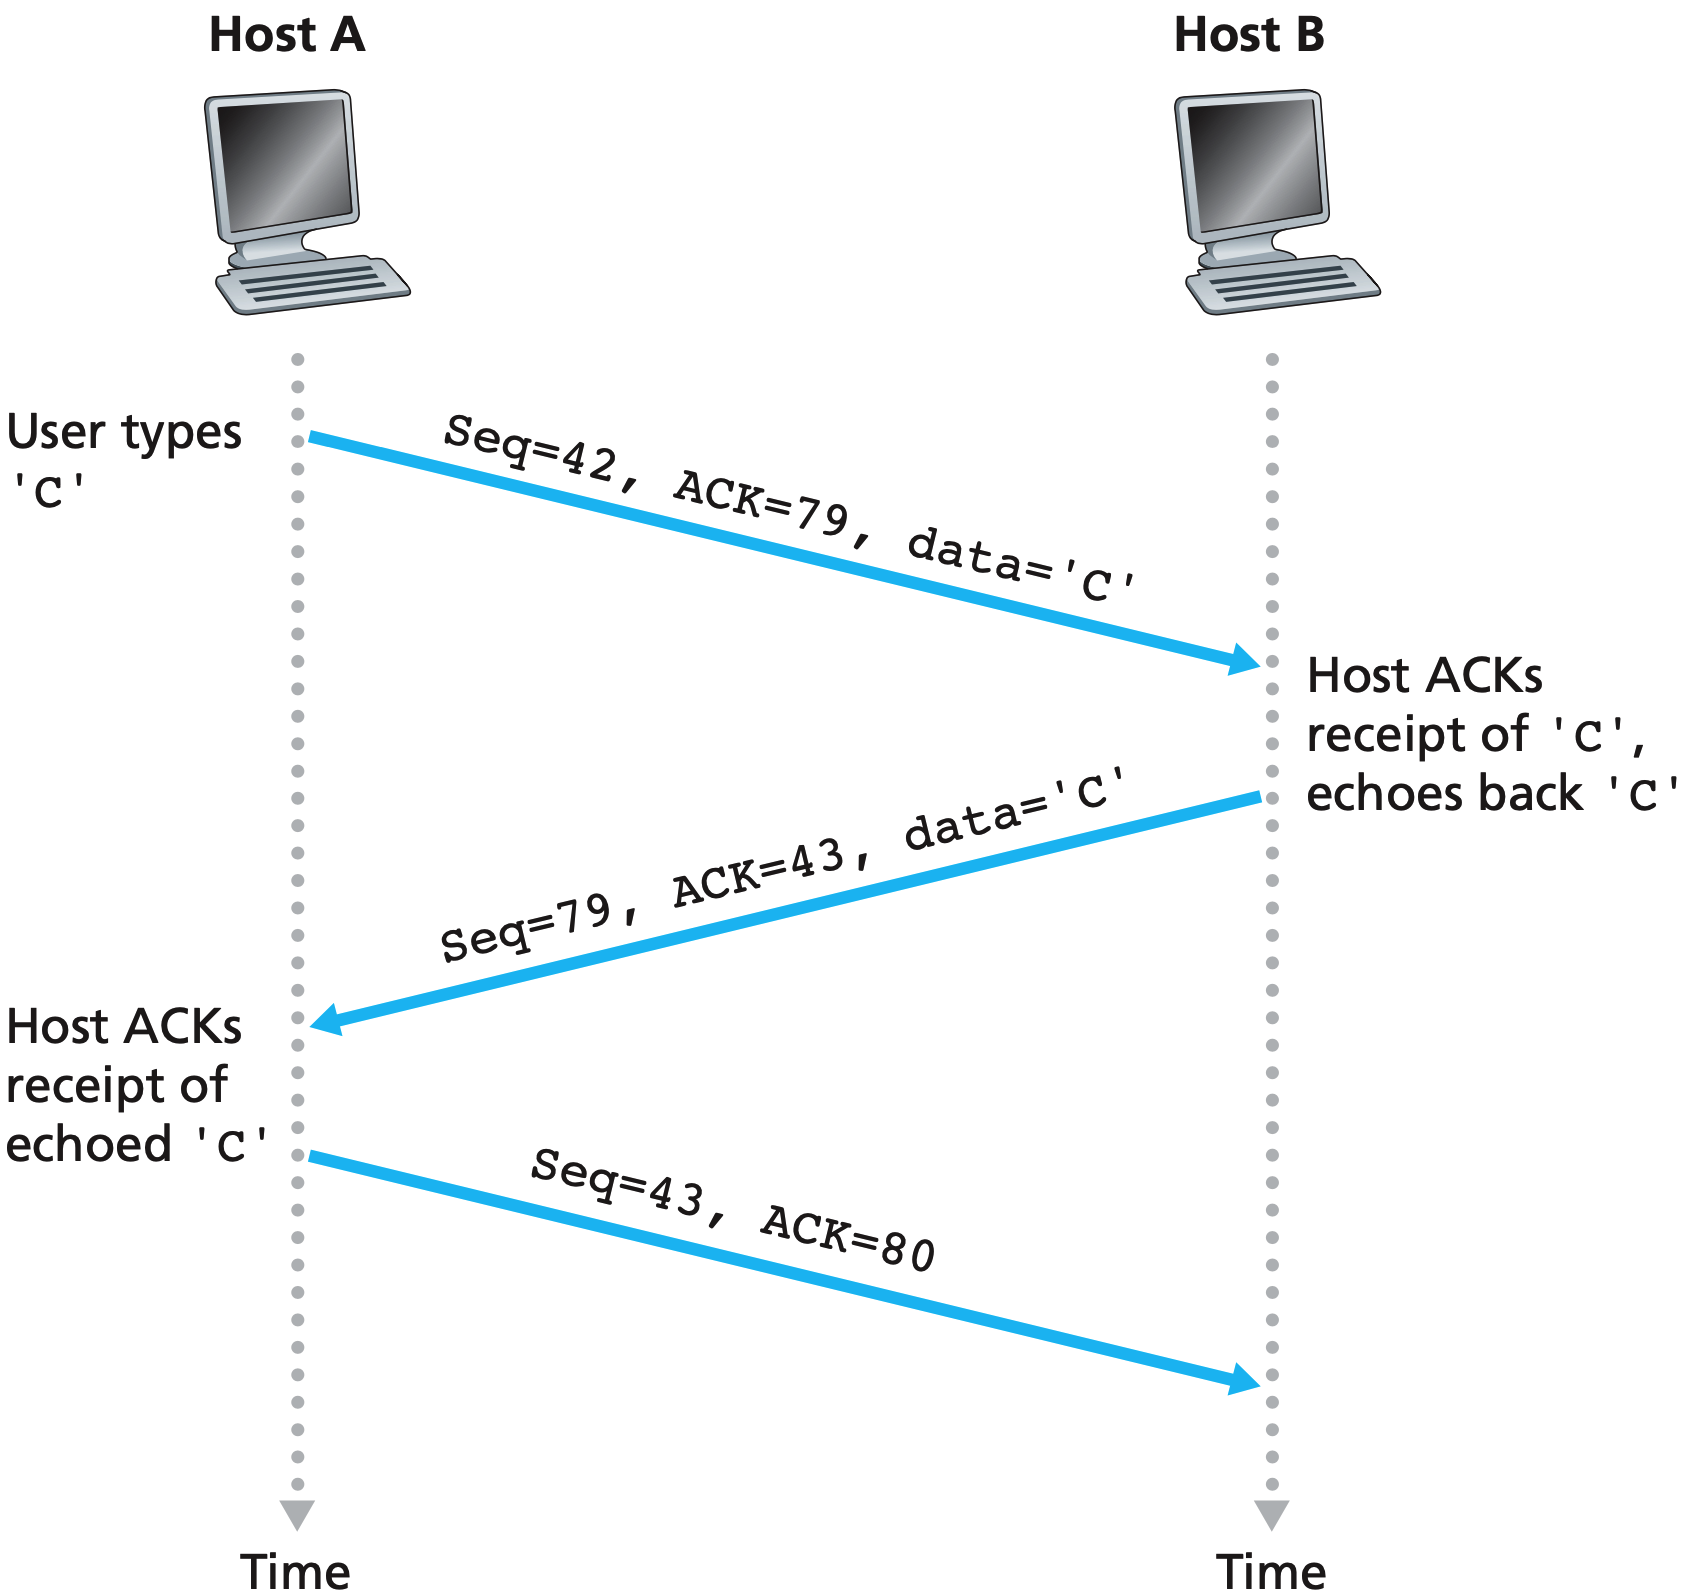 Host A
Host B
User types
'C'
Seq=42, ACK=79, data='C'
Host ACKs
receipt of 'C',
echoes back 'C'
Seq=79, ACK=43, data='C'
Host ACKs
receipt of
echoed 'C'
Seq=43, ACK=80
Time
Time